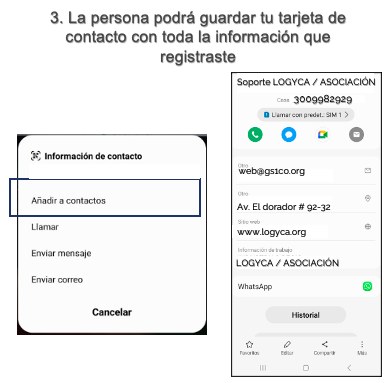 3. La persona podrá guardar tu tarjeta de
contacto con toda la información que
registraste
Información de contacto
Añadir a contactos
Llamar
Enviar mensaje
Enviar correo
Cancelar
Soporte LOGYCA / ASOCIACIÓN
Casa 3009982929
Llamar con predet.: SIM 1 >
Otro
web@gs1co.org
Otro
Av. El dorador # 92-32
Sitio web
www.logyca.org
Información de trabajo
LOGYCA / ASOCIACIÓN
WhatsApp
Historial
Favoritos
Editar
Compartir
Más